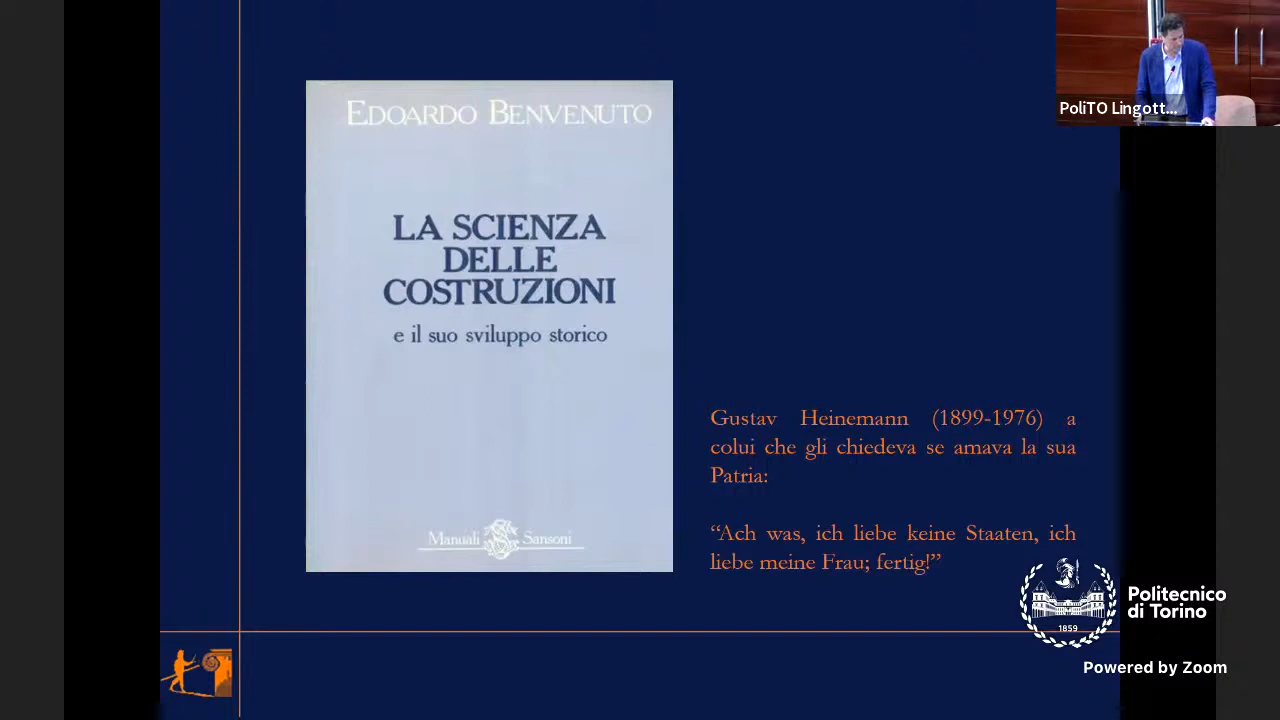 EDOARDO BENVENUTO
LA SCIENZA
DELLE
COSTRUZIONI
e il suo sviluppo storico
Manuali Sansoni
Gustav Heinemann (1899-1976) a
colui che gli chiedeva se amava la sua
Patria:
“Ach was, ich liebe keine Staaten, ich
liebe meine Frau; fertig!”
PoliTO Lingott...
1859
Politecnico
di Torino
Powered by Zoom